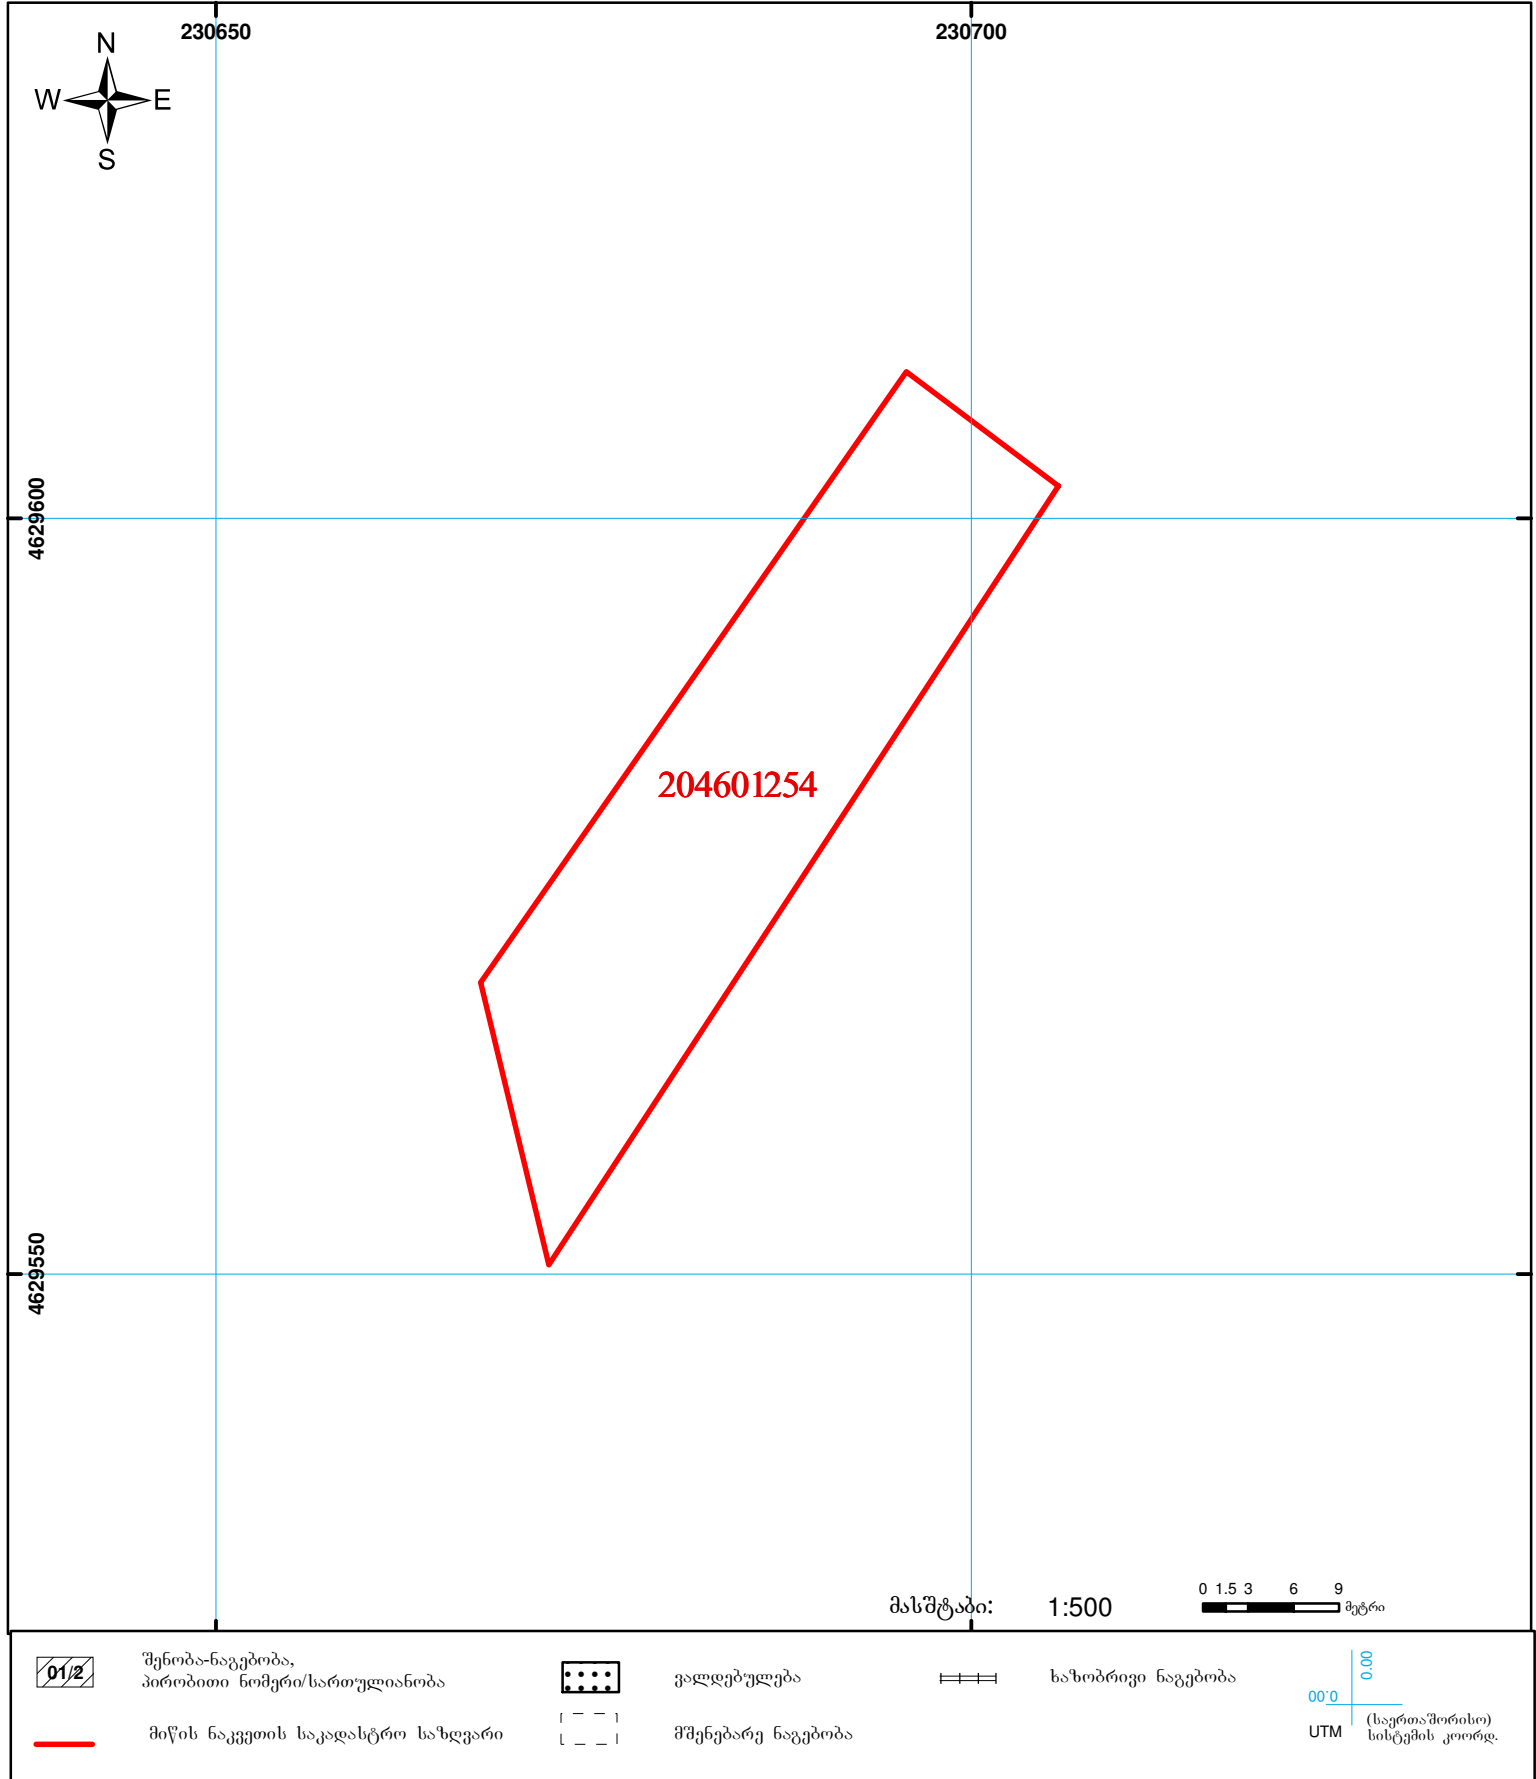 230650
230700
N
W
E
S
4629600
204601254
4629550
მასშტაბი:
1:500
0 1.5 3 6 9
მეტრი
01/2
შენობა-ნაგებობა,
პირობითი ნომერი/სართულიანობა
ვალდებულება
ხაზობრივი ნაგებობა
მიწის ნაკვეთის საკადასტრო საზღვარი
მშენებარე ნაგებობა
00.0
00.0
UTM
(საერთაშორისო)
სისტემის კოორდ.